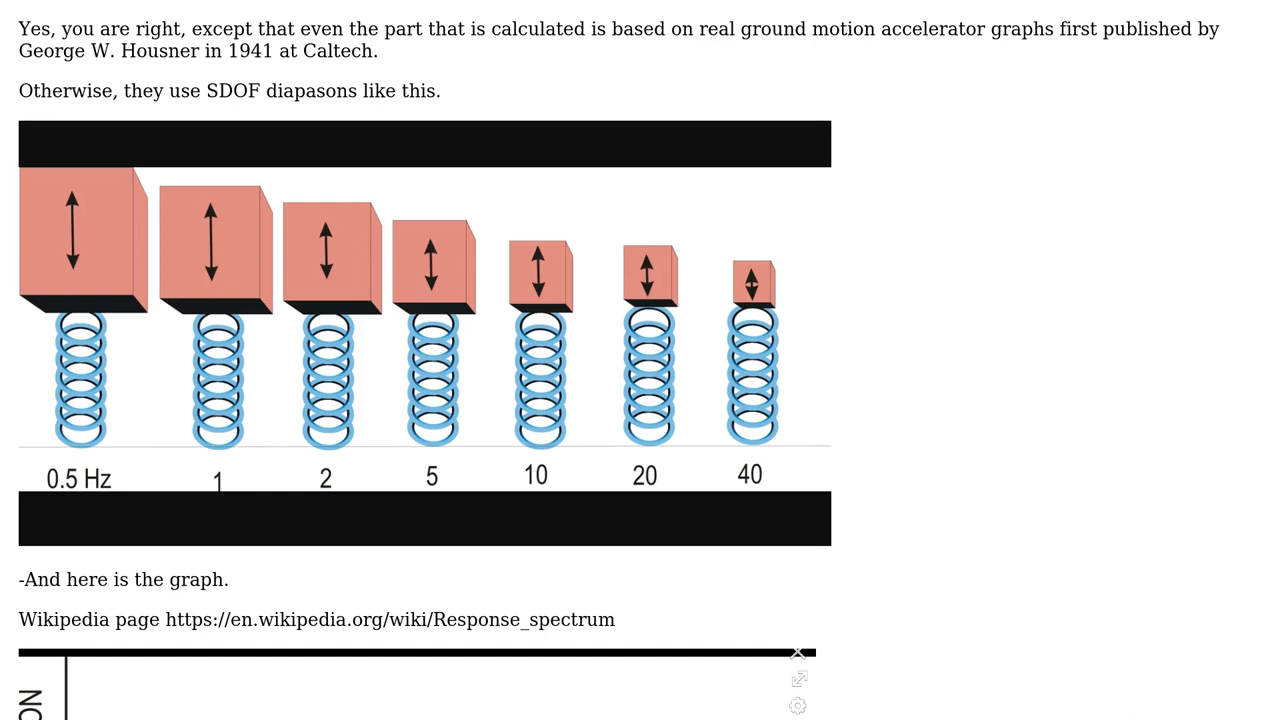 Yes, you are right, except that even the part that is calculated is based on real ground motion accelerator graphs first published by
George W. Housner in 1941 at Caltech.
Otherwise, they use SDOF diapasons like this.
0.5 Hz 1 2 5 10 20 40
-And here is the graph.
Wikipedia page https://en.wikipedia.org/wiki/Response_spectrum
ON